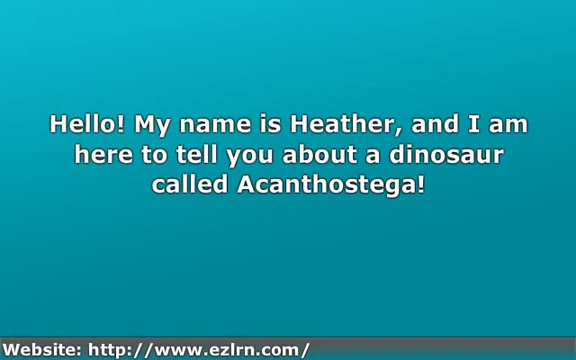 Hello! My name is Heather, and I am
here to tell you about a dinosaur
called Acanthostega!
Website: http://www.ezlrn.com/